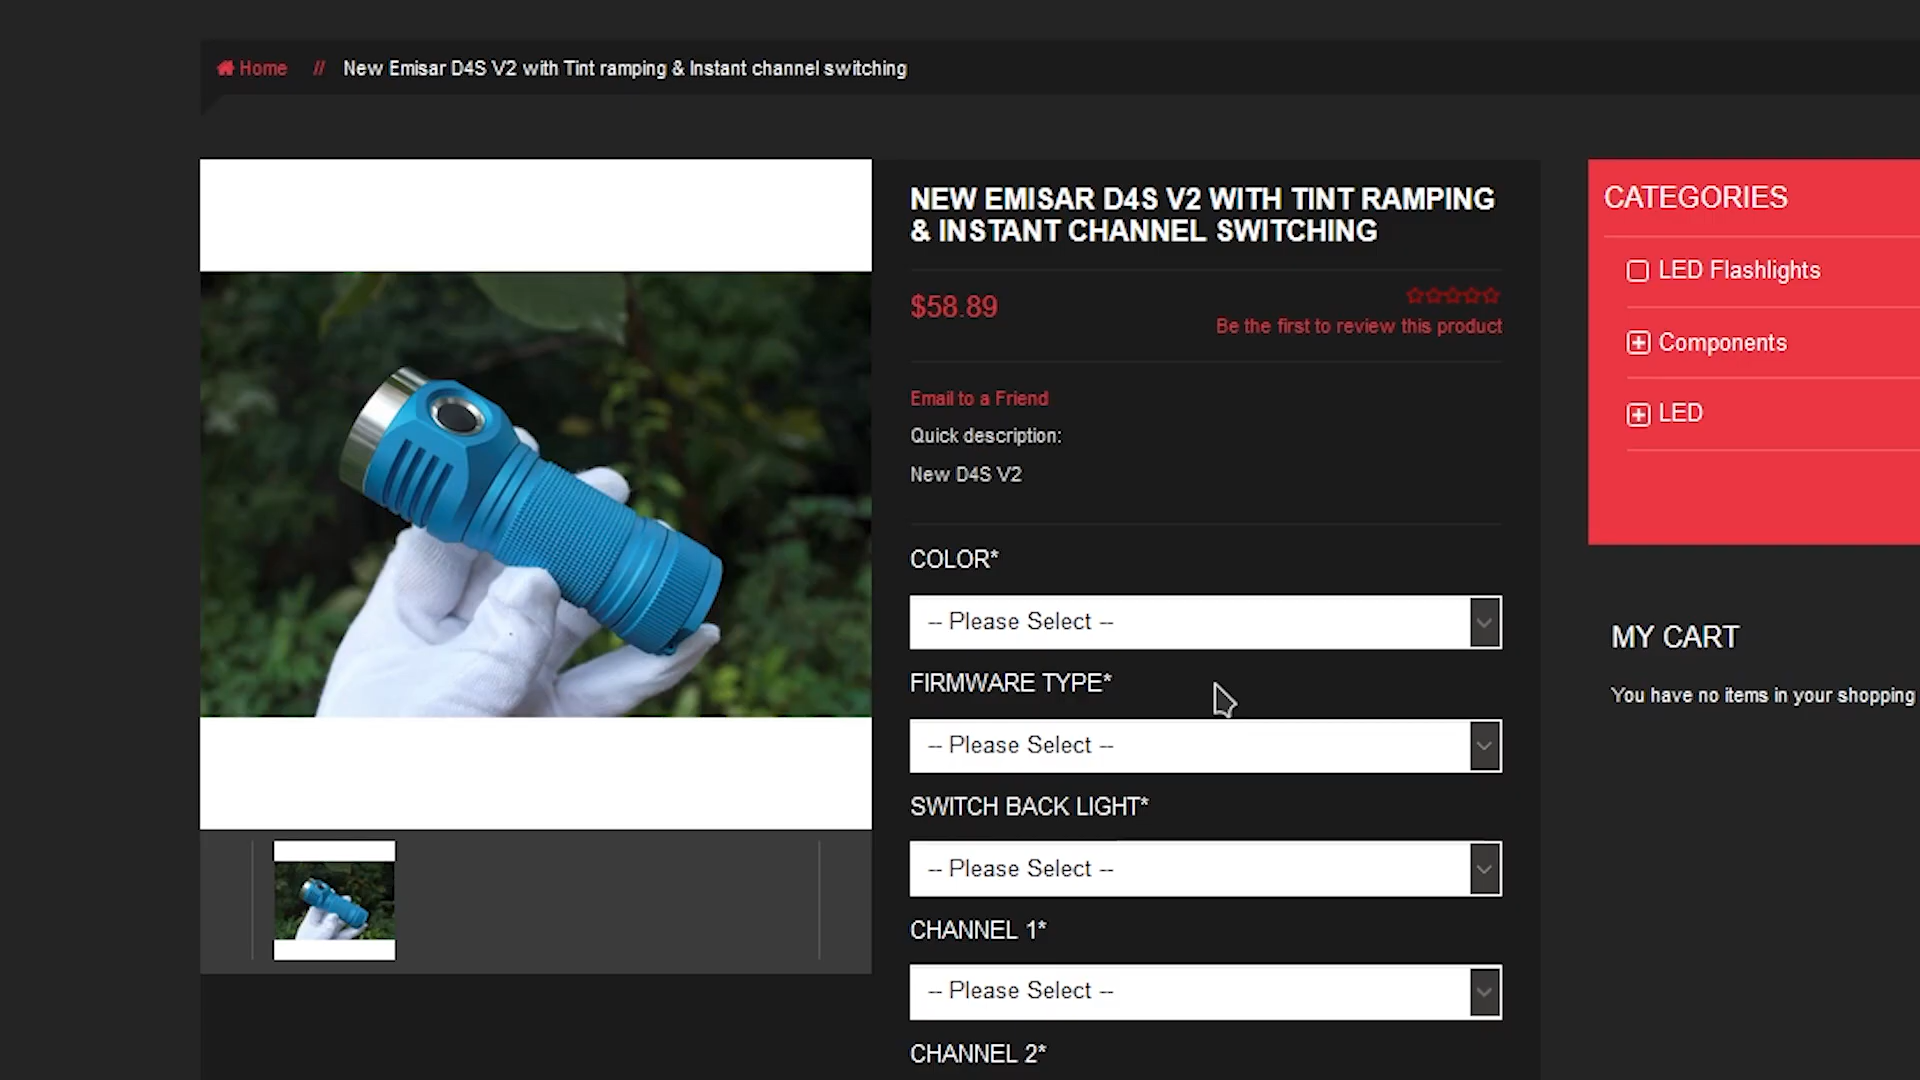 Home // New Emisar D4S V2 with Tint ramping & Instant channel switching
NEW EMISAR D4S V2 WITH TINT RAMPING
& INSTANT CHANNEL SWITCHING
$58.89
Be the first to review this product
Email to a Friend
Quick description:
New D4S V2
COLOR*
-- Please Select --
FIRMWARE TYPE*
-- Please Select --
SWITCH BACK LIGHT*
-- Please Select --
CHANNEL 1*
-- Please Select --
CHANNEL 2*
CATEGORIES
LED Flashlights
Components
LED
MY CART
You have no items in your shopping